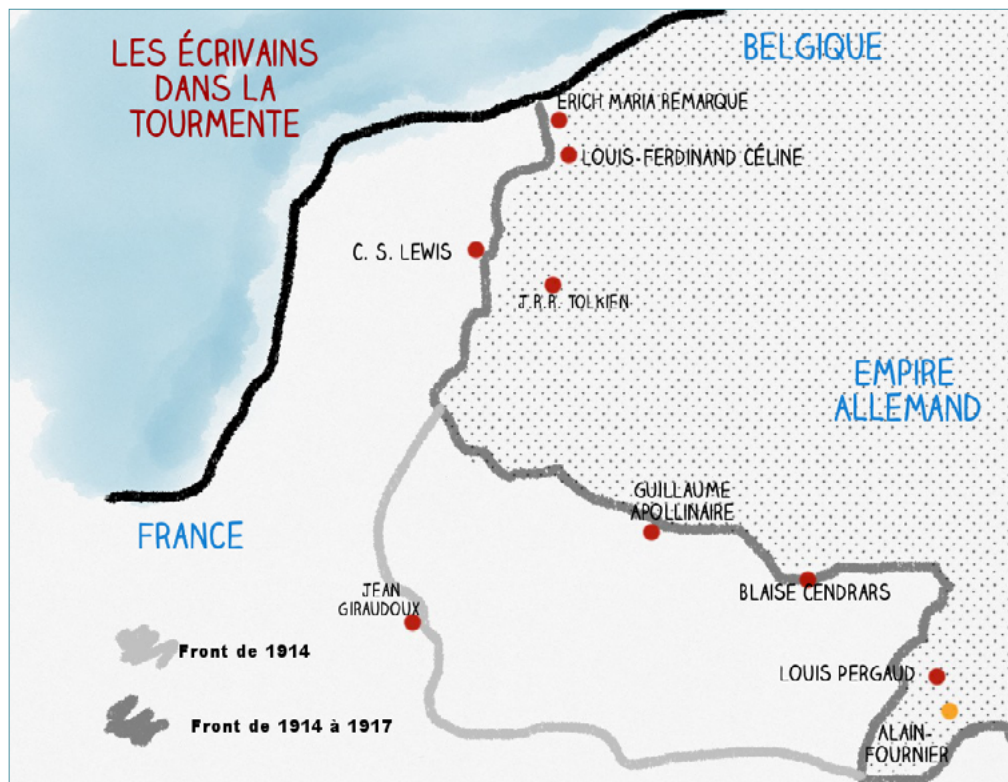 LES ÉCRIVAINS
DANS LA
TOURMENTE
BELGIQUE
ERICH MARIA REMARQUE
LOUIS-FERDINAND CÉLINE
C. S. LEWIS
J.R.R. TOLKIEN
EMPIRE
ALLEMAND
GUILLAUME
APOLLINAIRE
FRANCE
JEAN
GIRAUDOUX
BLAISE CENDRARS
Front de 1914
LOUIS PERGAUD
Front de 1914 à 1917
ALAIN-
FOURNIER